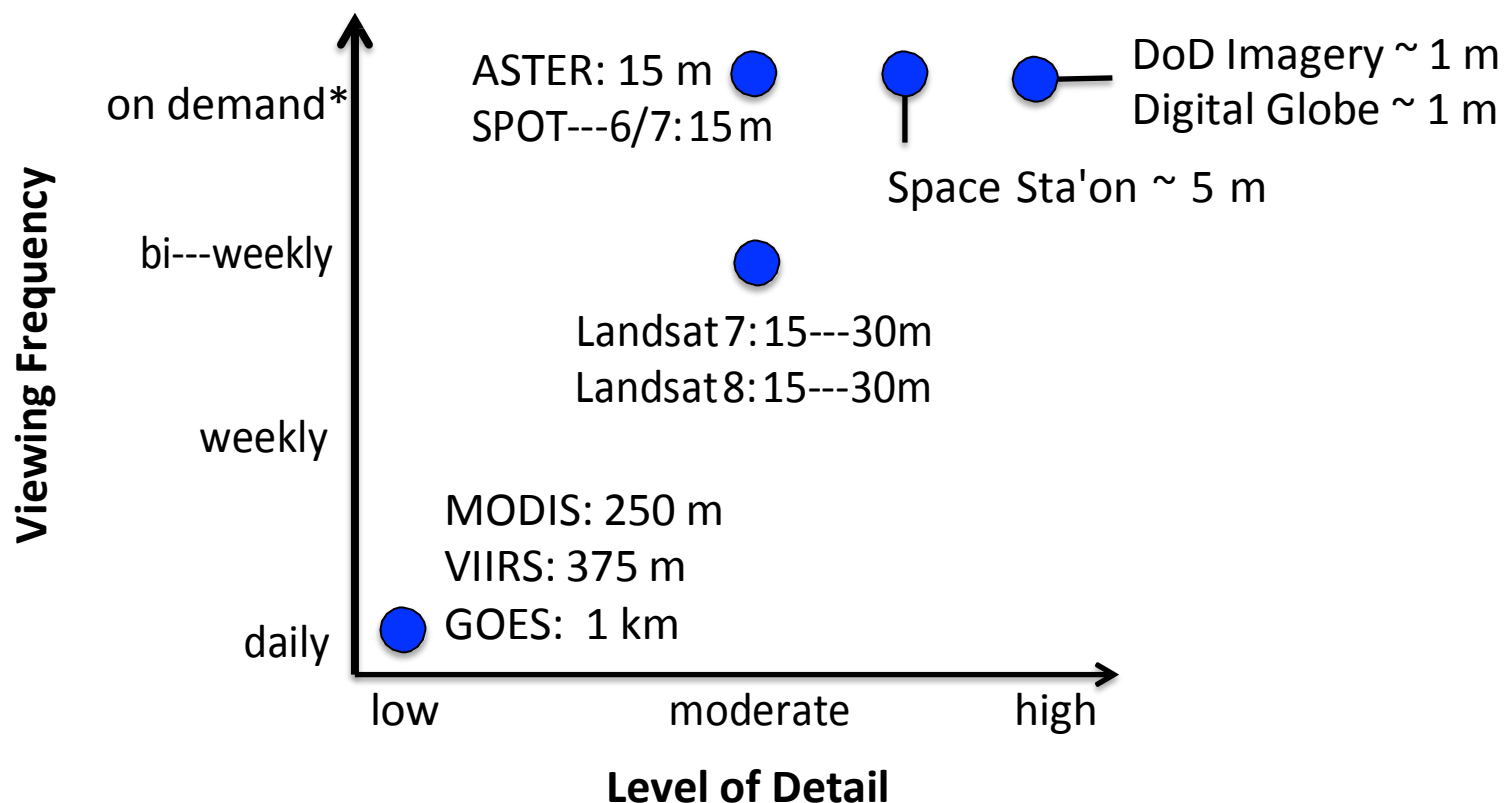 ASTER: 15 m
SPOT---6/7: 15 m
DoD Imagery ~ 1 m
Digital Globe ~ 1 m
on demand*
Space Sta'on ~ 5 m
Viewing Frequency
bi---weekly
Landsat 7: 15---30m
Landsat 8: 15---30m
weekly
MODIS: 250 m
VIIRS: 375 m
GOES: 1 km
daily
low
moderate
high
Level of Detail